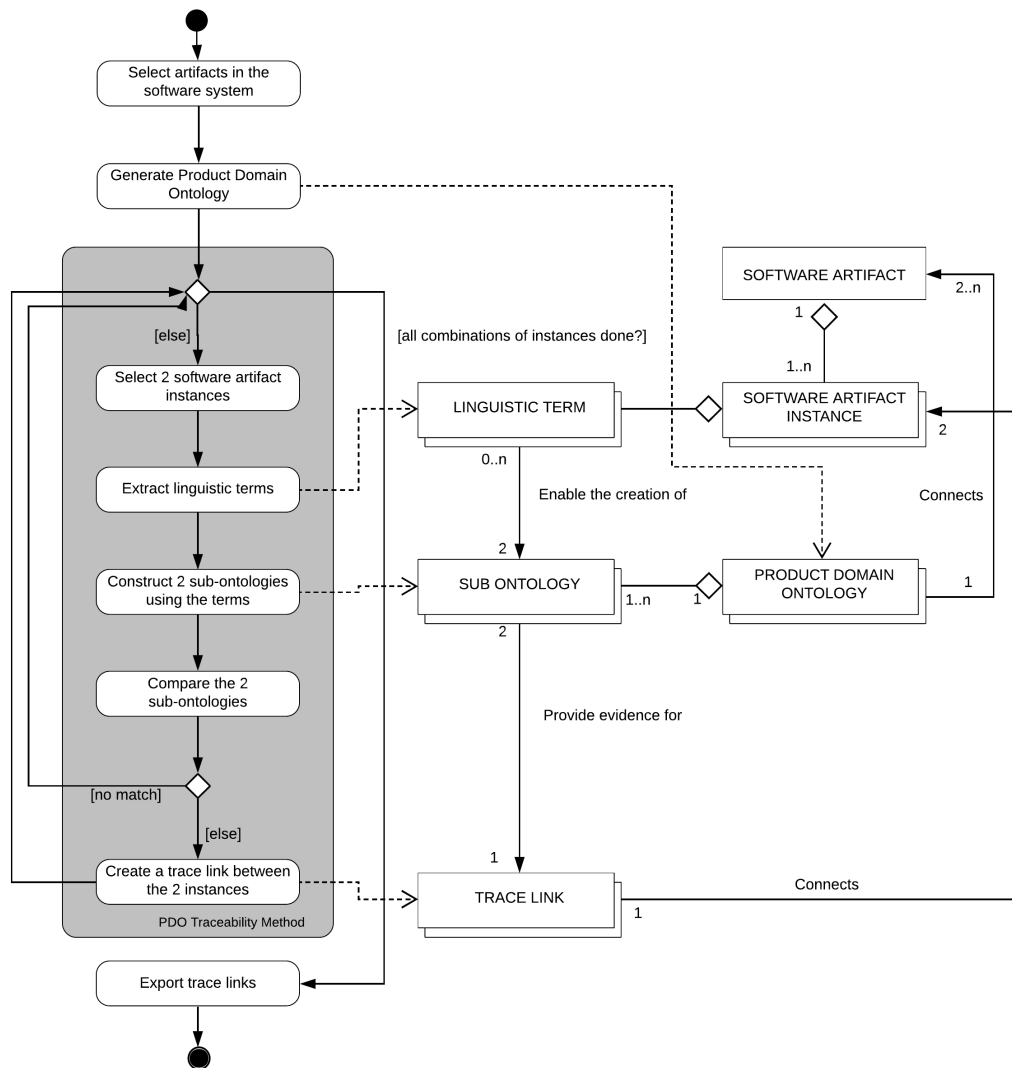 Select artifacts in the
software system
Generate Product Domain
Ontology
[else]
[all combinations of instances done?]
Select 2 software artifact
instances
Extract linguistic terms
Construct 2 sub-ontologies
using the terms
Compare the 2
sub-ontologies
[no match]
[else]
Create a trace link between
the 2 instances
PDO Traceability Method
Export trace links
SOFTWARE ARTIFACT
2..n
1
1..n
LINGUISTIC TERM
SOFTWARE ARTIFACT
INSTANCE
2
0..n
Enable the creation of
Connects
2
SUB ONTOLOGY
1..n
1
PRODUCT DOMAIN
ONTOLOGY
1
2
Provide evidence for
1
TRACE LINK
1
Connects